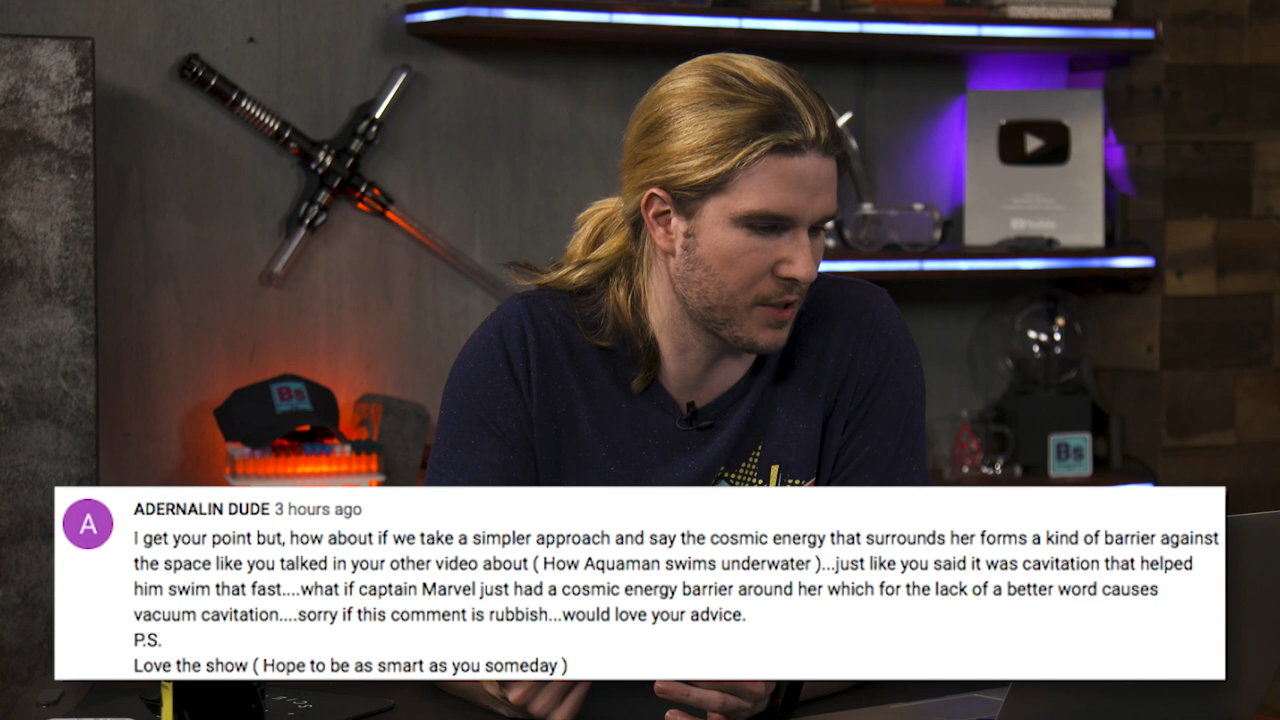 Bs
Bs
A
ADERNALIN DUDE 3 hours ago
I get your point but, how about if we take a simpler approach and say the cosmic energy that surrounds her forms a kind of barrier against
the space like you talked in your other video about ( How Aquaman swims underwater )...just like you said it was cavitation that helped
him swim that fast....what if captain Marvel just had a cosmic energy barrier around her which for the lack of a better word causes
vacuum cavitation....sorry if this comment is rubbish...would love your advice.
P.S.
Love the show ( Hope to be as smart as you someday )